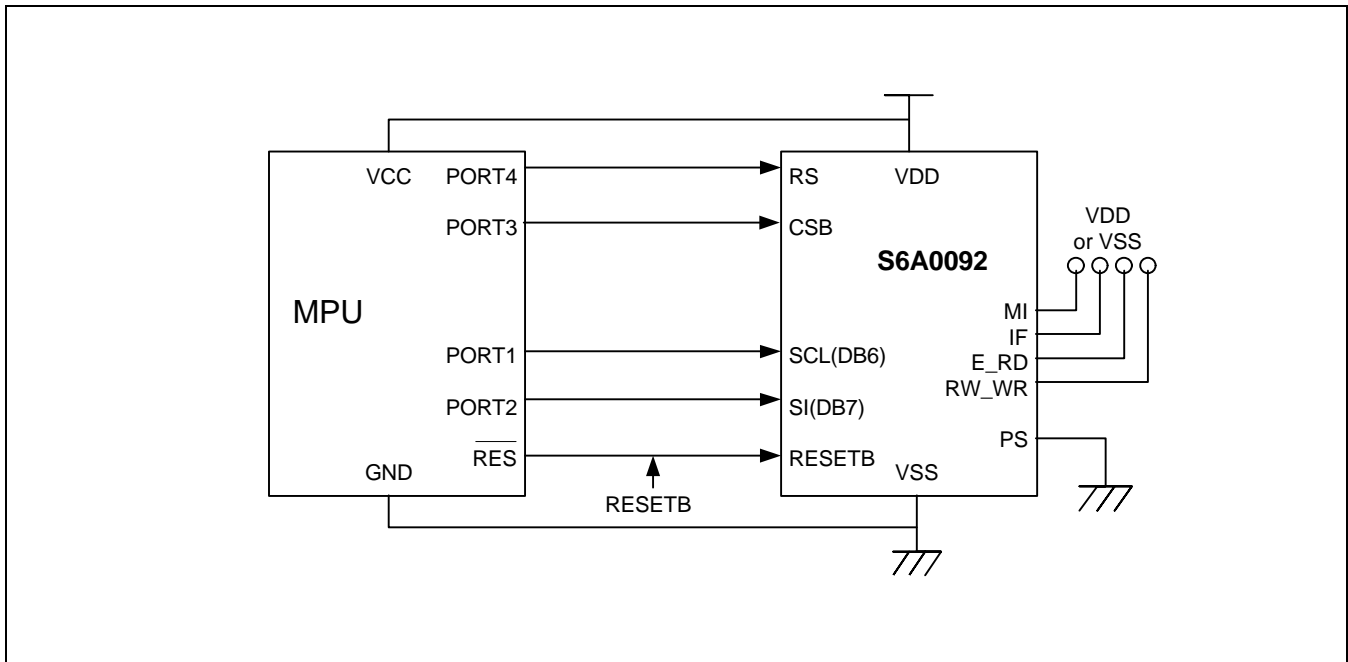 VCC
PORT4
RS
VDD
PORT3
CSB
VDD
or VSS
S6A0092
MPU
MI
IF
PORT1
SCL(DB6)
E_RD
RW_WR
PORT2
SI(DB7)
PS
RES
RESETB
GND
VSS
RESETB